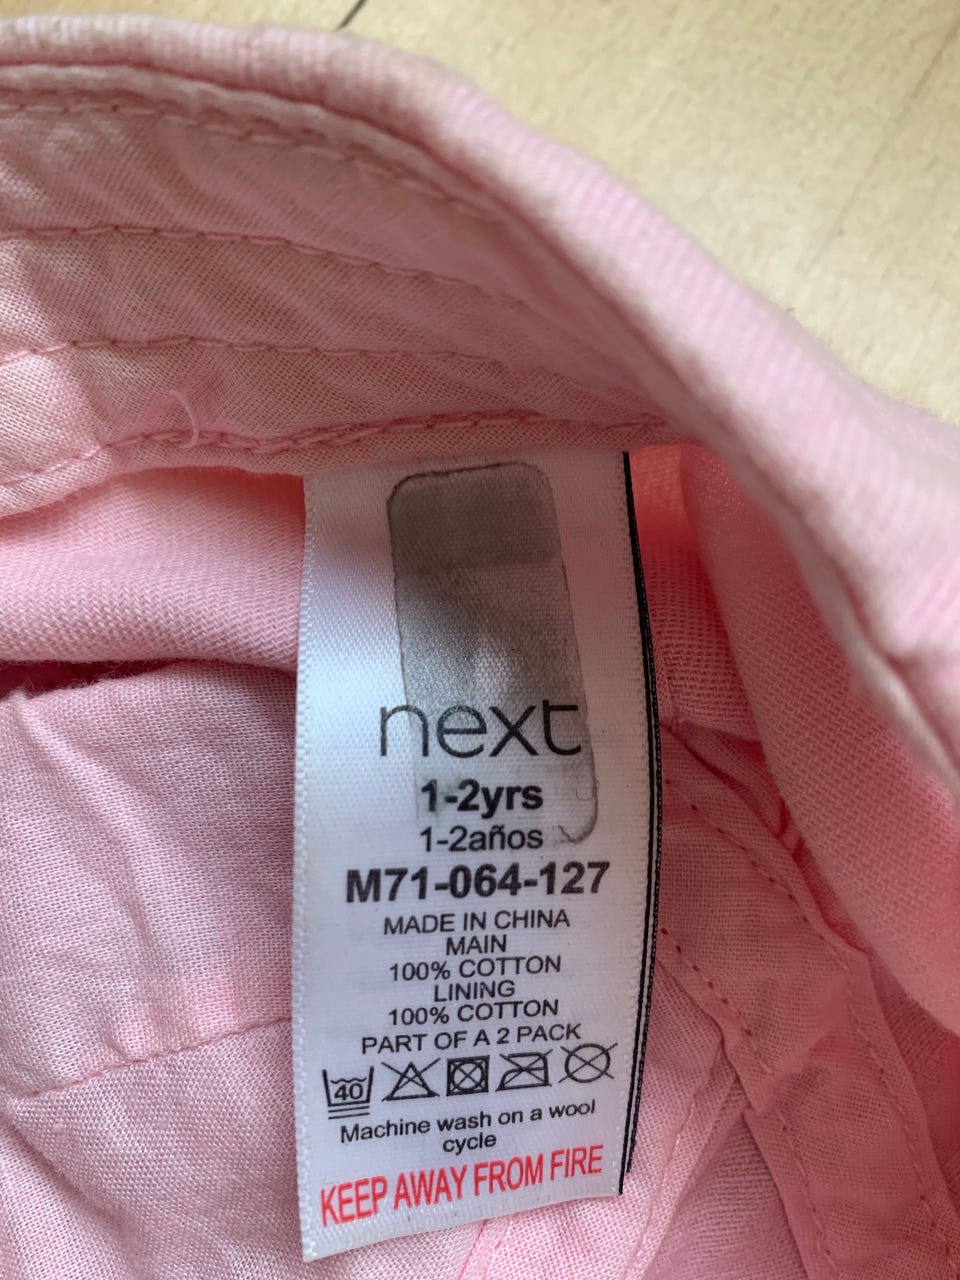 next
1-2yrs
1-2años
M71-064-127
MADE IN CHINA
MAIN
100% COTTON
LINING
100% COTTON
PART OF A 2 PACK
40
Machine wash on a wool
cycle
KEEP AWAY FROM FIRE